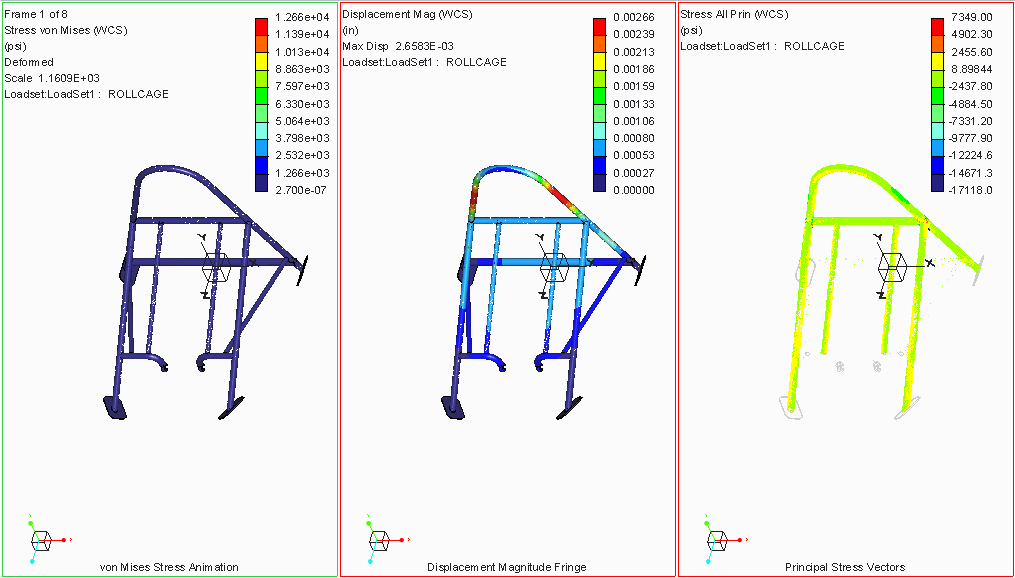 Frame 1 of 8
Stress von Mises (WCS)
(psi)
Deformed
Scale 1.1609E+03
Loadset:LoadSet1 : ROLLCAGE
1.266e+04
1.139e+04
1.013e+04
8.863e+03
7.597e+03
6.330e+03
5.064e+03
3.798e+03
2.532e+03
1.266e+03
2.700e-07
Y
X
Z
von Mises Stress Animation
Displacement Mag (WCS)
(in)
Max Disp 2.6583E-03
Loadset:LoadSet1 : ROLLCAGE
0.00266
0.00239
0.00213
0.00186
0.00159
0.00133
0.00106
0.00080
0.00053
0.00027
0.00000
Y
X
Z
Displacement Magnitude Fringe
Stress All Prin (WCS)
(psi)
Loadset:LoadSet1 : ROLLCAGE
7349.00
4902.30
2455.60
8.89844
-2437.80
-4884.50
-7331.20
-9777.90
-12224.6
-14671.3
-17118.0
Y
X
Z
Principal Stress Vectors